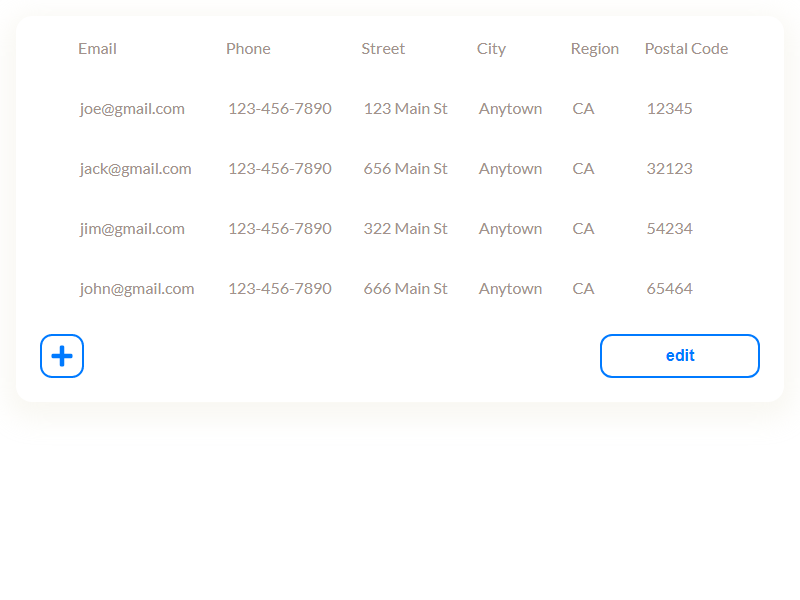 Email Phone Street City Region Postal Code
joe@gmail.com 123-456-7890 123 Main St Anytown CA 12345
jack@gmail.com 123-456-7890 656 Main St Anytown CA 32123
jim@gmail.com 123-456-7890 322 Main St Anytown CA 54234
john@gmail.com 123-456-7890 666 Main St Anytown CA 65464
edit